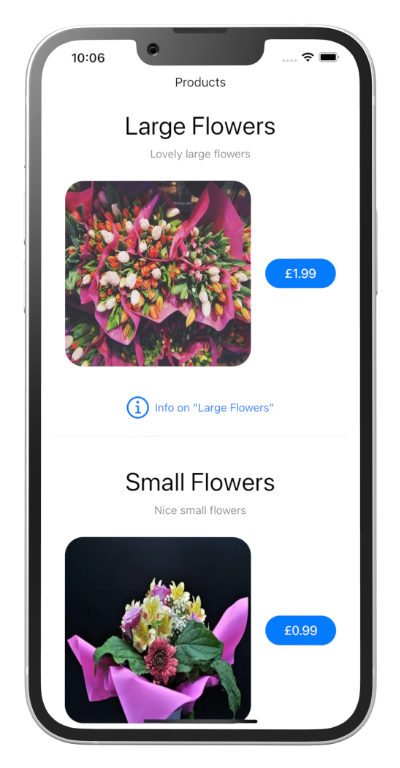 10:06
Products
Large Flowers
Lovely large flowers
£1.99
Info on "Large Flowers"
Small Flowers
Nice small flowers
£0.99